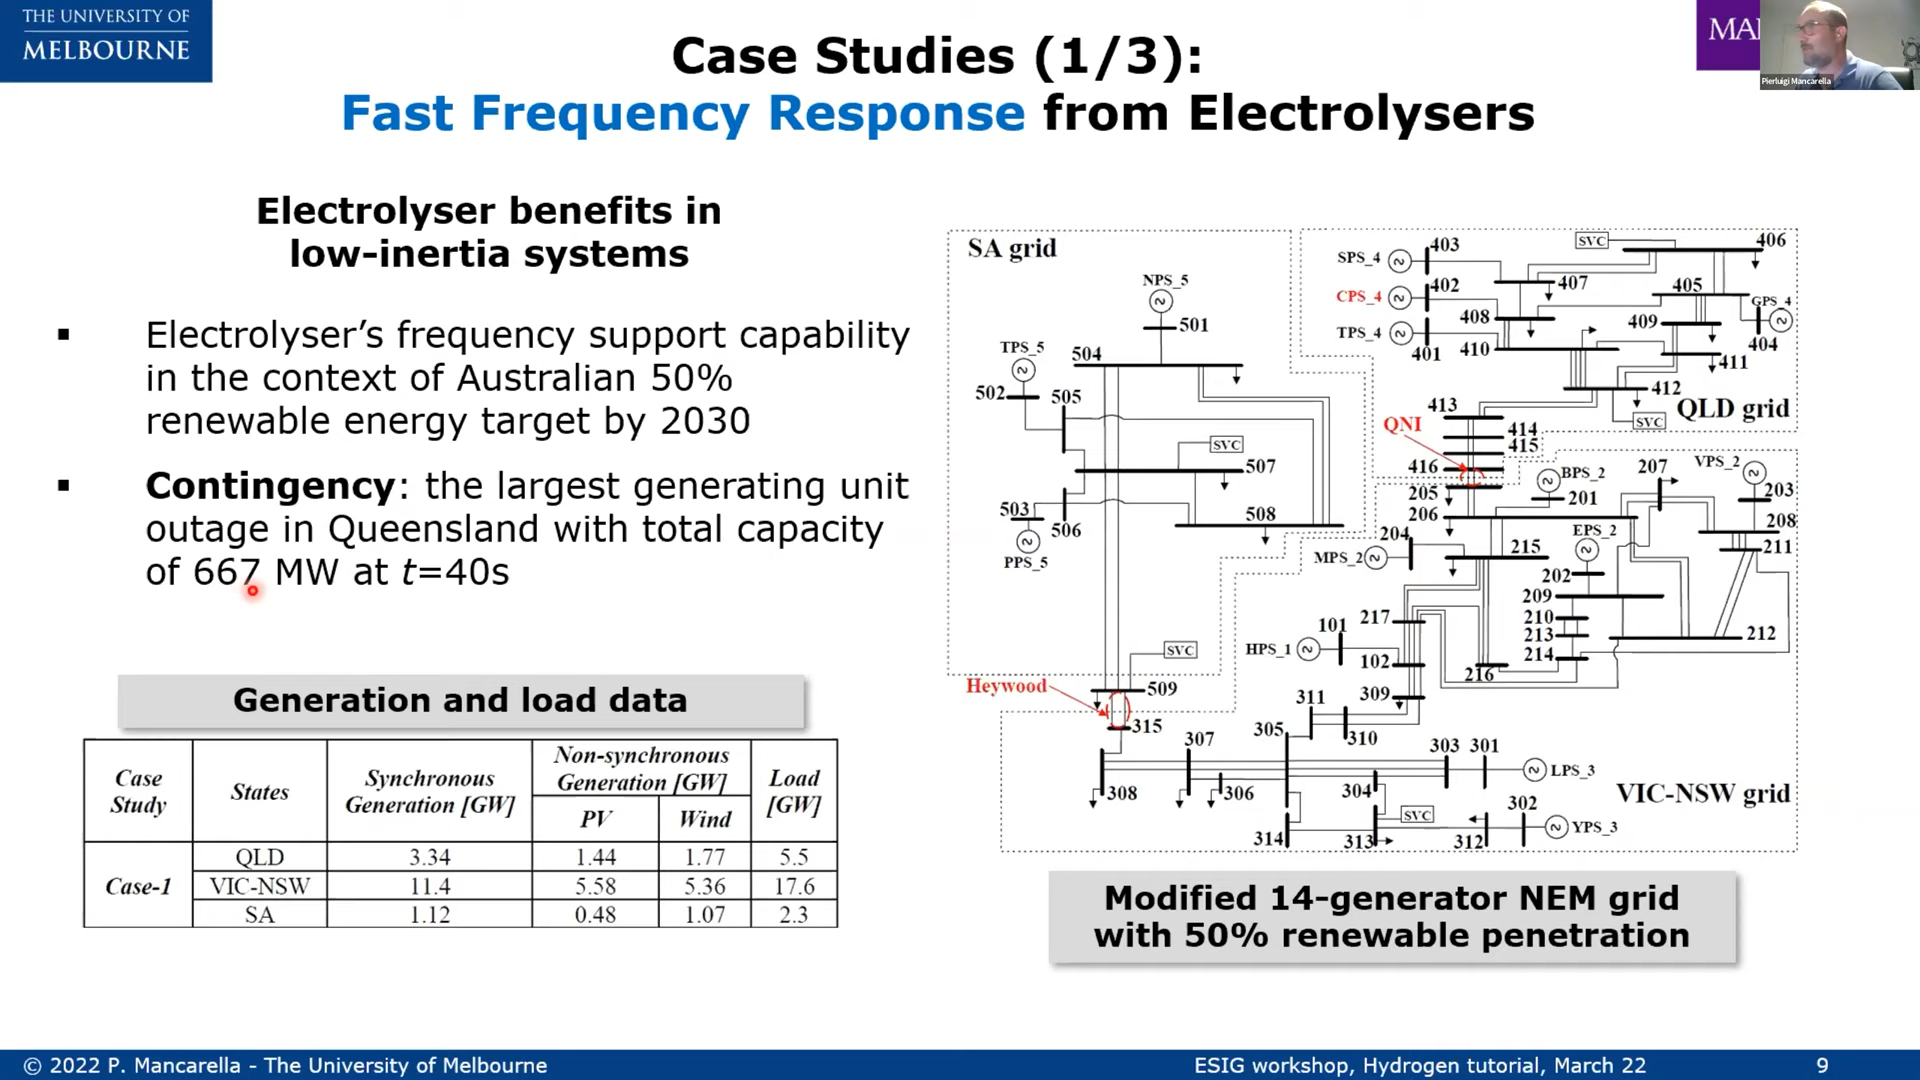 THE UNIVERSITY OF
MELBOURNE
Case Studies (1/3):
Fast Frequency Response from Electrolysers
Pierluigi Mancarella
Electrolyser benefits in
low-inertia systems
▪ Electrolyser’s frequency support capability
in the context of Australian 50%
renewable energy target by 2030
▪ Contingency: the largest generating unit
outage in Queensland with total capacity
of 667 MW at t=40s
Generation and load data
Case Study States Synchronous Generation [GW] Non-synchronous Generation [GW] Load [GW]
PV Wind
Case-1 QLD 3.34 1.44 1.77 5.5
VIC-NSW 11.4 5.58 5.36 17.6
SA 1.12 0.48 1.07 2.3
SA grid
NPS_5
501
504
TPS_5
502
505
SVC
507
503
506
508
PPS_5
SVC
Heywood
509
315
SPS_4
403
SVC
406
407
CPS_4
402
405
GPS_4
408
409
TPS_4
401
410
404
411
412
QLD grid
SVC
413
QNI
414
415
416
BPS_2
207
VPS_2
205
201
203
206
EPS_2
208
204
215
211
MPS_2
202
209
210
217
101
213
212
HPS_1
102
214
216
309
311
310
305
307
303
301
308
306
304
LPS_3
VIC-NSW grid
SVC
302
314
313
312
YPS_3
Modified 14-generator NEM grid
with 50% renewable penetration
© 2022 P. Mancarella - The University of Melbourne
ESIG workshop, Hydrogen tutorial, March 22
9